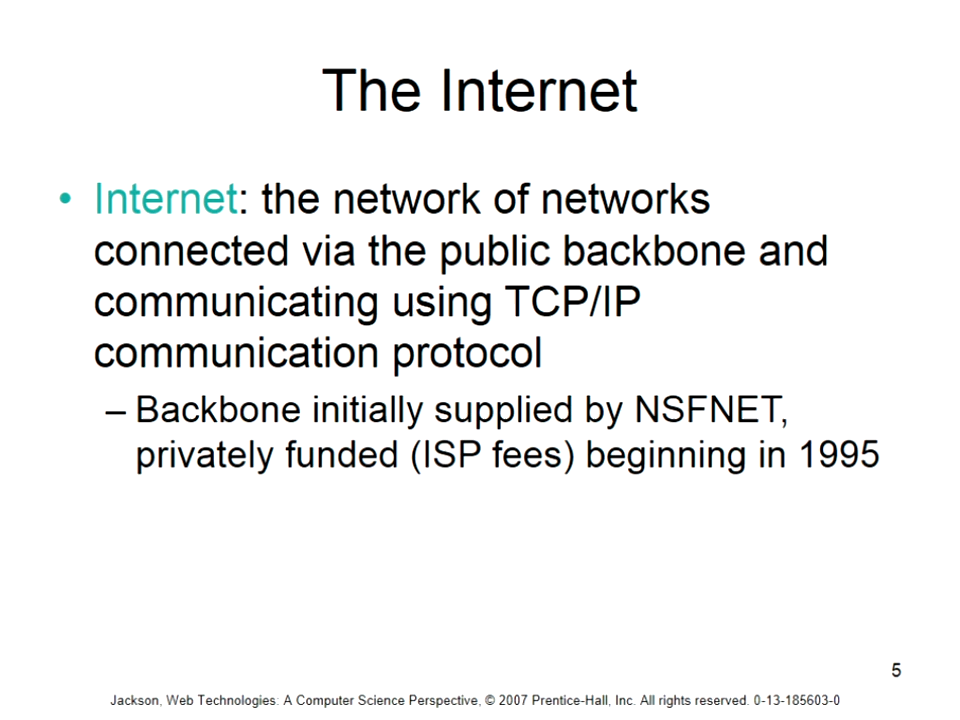 The Internet
• Internet: the network of networks
connected via the public backbone and
communicating using TCP/IP
communication protocol
– Backbone initially supplied by NSFNET,
privately funded (ISP fees) beginning in 1995
5
Jackson, Web Technologies: A Computer Science Perspective, © 2007 Prentice-Hall, Inc. All rights reserved. 0-13-185603-0